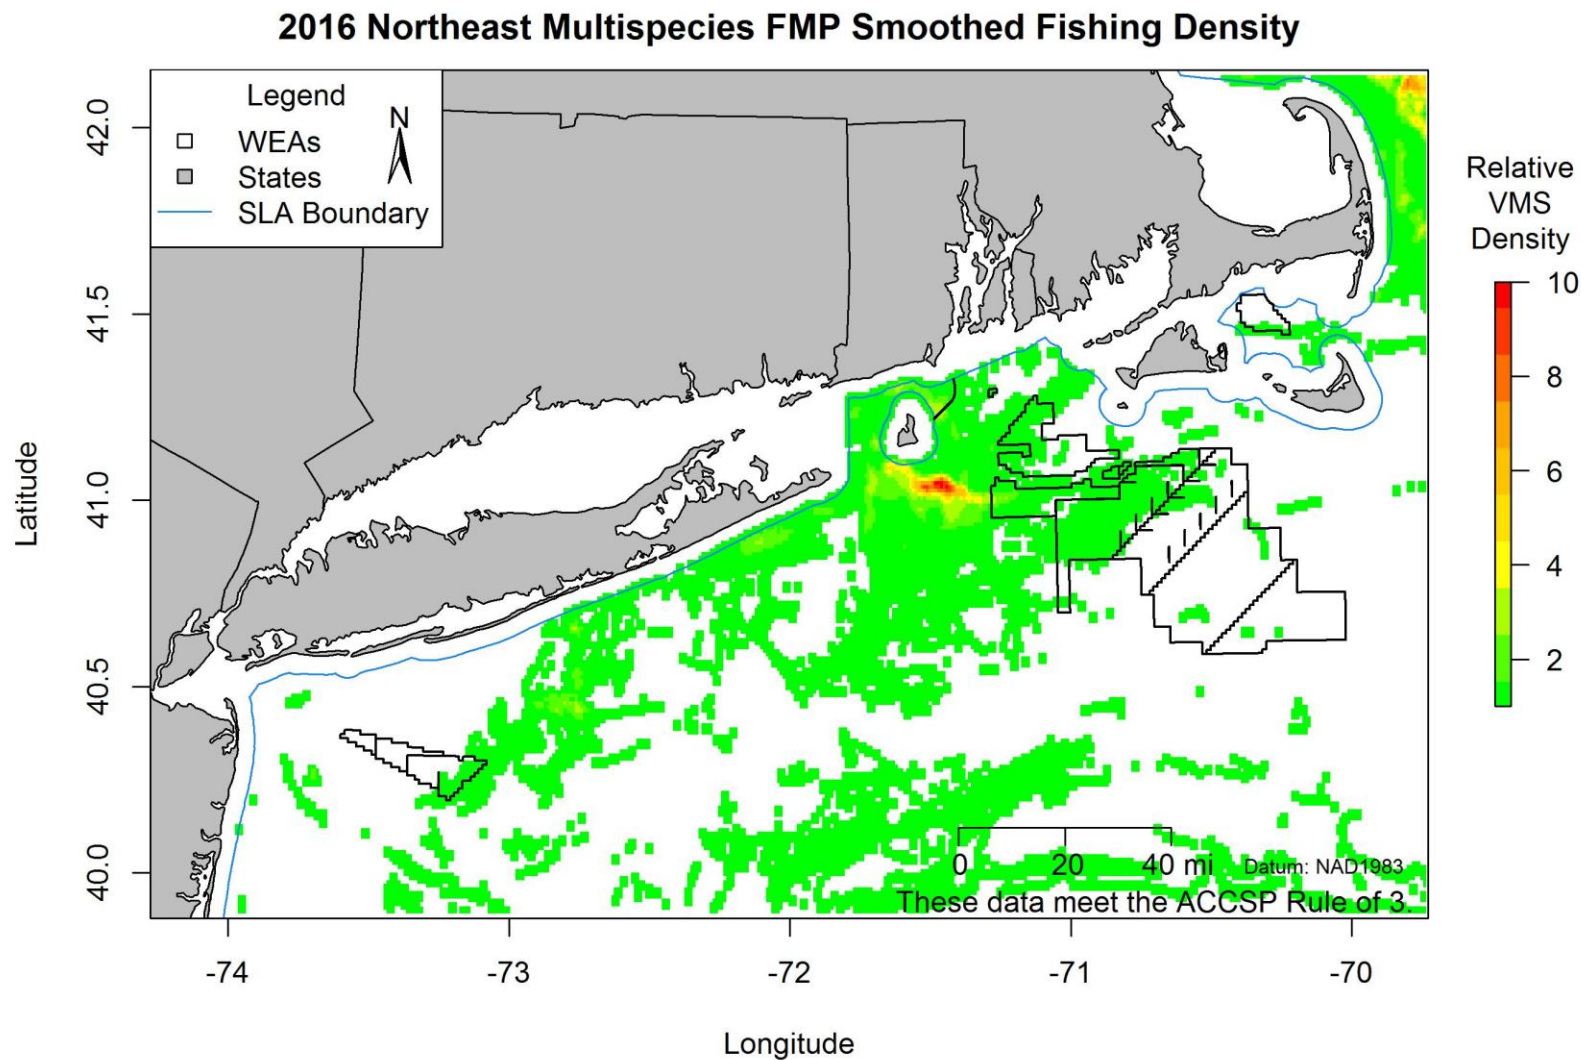 2016 Northeast Multispecies FMP Smoothed Fishing Density
Legend
N
WEAs
States
SLA Boundary
Relative
VMS
Density
10
8
6
4
2
Latitude
42.0
41.5
41.0
40.5
40.0
0 20 40 mi Datum: NAD1983
These data meet the ACCSP Rule of 3.
-74 -73 -72 -71 -70
Longitude